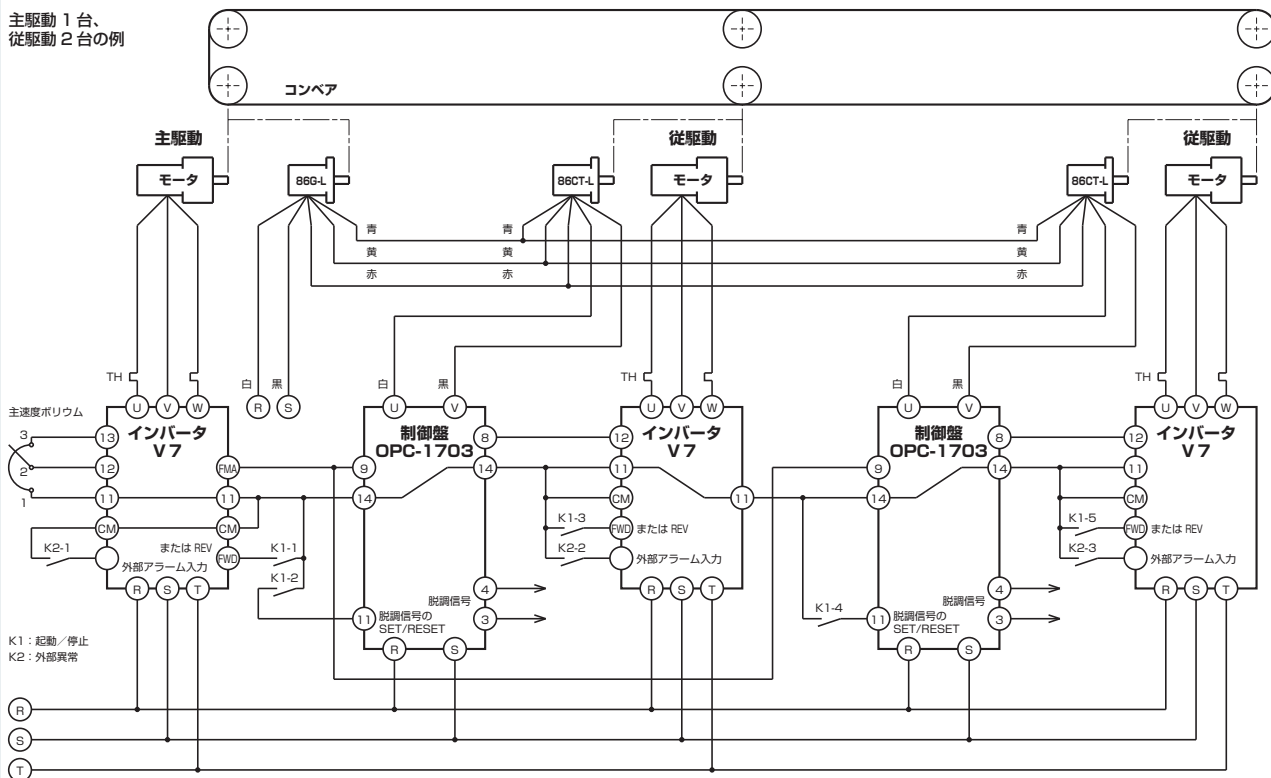 主駆動 1 台、
従駆動 2 台の例
コンベア
主駆動
従駆動
従駆動
モータ
86G-L
86CT-L
モータ
86CT-L
モータ
青
青
青
黄
黄
黄
赤
赤
赤
TH
白
黒
白
黒
TH
白
黒
TH
U
V
W
R
S
U
V
U
V
W
U
V
U
V
W
主速度ボリウム
3
2
1
13
12
11
CM
インバータ
V7
FMA
11
CM
FWD
または REV
外部アラーム入力
K2-1
K1-1
K1-2
R
S
T
制御盤
OPC-1703
9
14
11
8
14
4
3
脱調信号
脱調信号の
SET/RESET
R
S
インバータ
V7
12
11
CM
FWD
または REV
外部アラーム入力
11
K1-3
K2-2
R
S
T
制御盤
OPC-1703
9
14
11
8
14
4
3
脱調信号
脱調信号の
SET/RESET
K1-4
R
S
インバータ
V7
12
11
CM
FWD
または REV
外部アラーム入力
K1-5
K2-3
R
S
T
K1：起動／停止
K2：外部異常
R
S
T